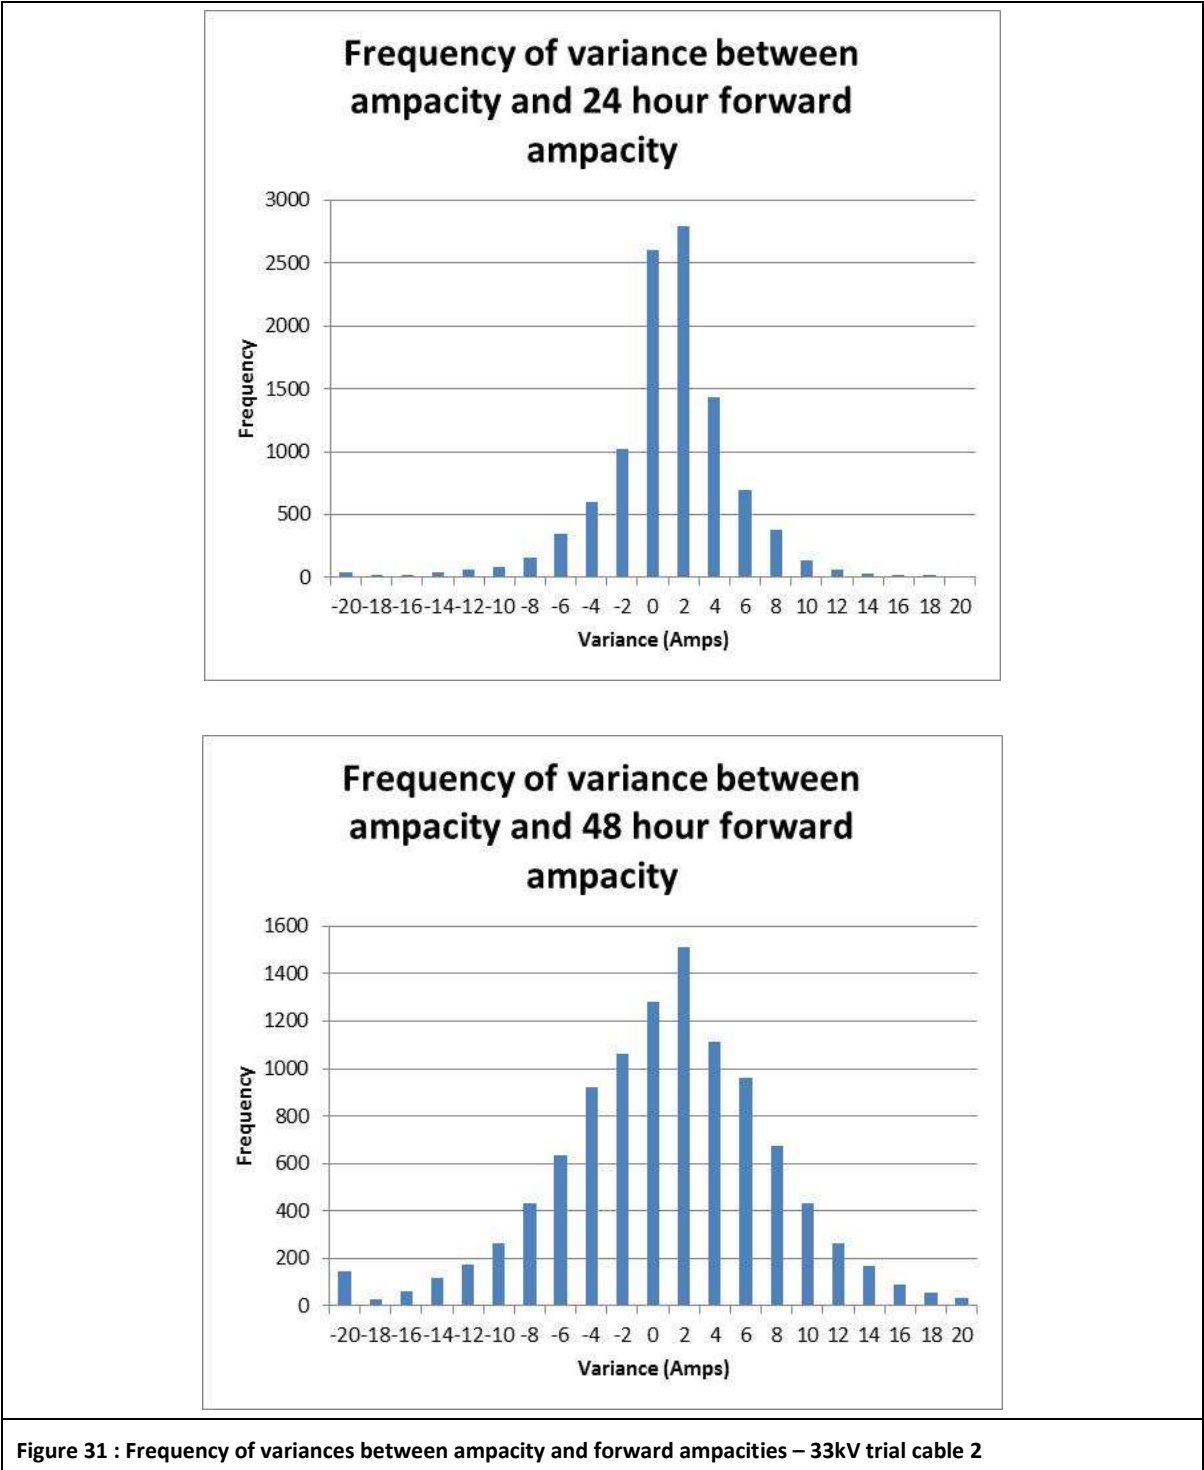 Frequency of variance between
ampacity and 24 hour forward
ampacity
3000
2500
2000
1500
1000
500
0
Frequency
-20-18-16-14-12-10 -8 -6 -4 -2 0 2 4 6 8 10 12 14 16 18 20
Variance (Amps)
Frequency of variance between
ampacity and 48 hour forward
ampacity
1600
1400
1200
1000
800
600
400
200
0
Frequency
-20-18-16-14-12-10 -8 -6 -4 -2 0 2 4 6 8 10 12 14 16 18 20
Variance (Amps)
Figure 31 : Frequency of variances between ampacity and forward ampacities – 33kV trial cable 2